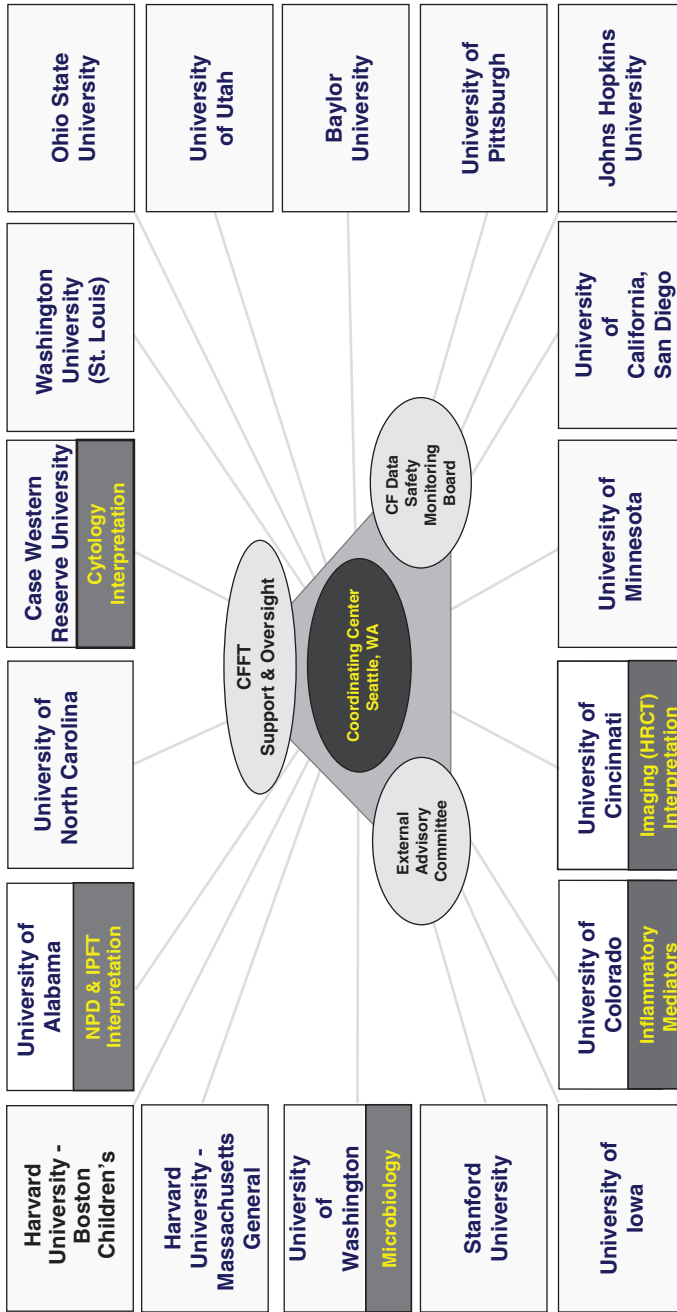 Harvard
University -
Boston
Children's
University of
Alabama
NPD & IPFT
Interpretation
University of
North Carolina
Case Western
Reserve University
Cytology
Interpretation
Washington
University
(St. Louis)
Ohio State
University
Harvard
University -
Massachusetts
General
University
of Utah
CFFT
Support & Oversight
University
of
Washington
Microbiology
Coordinating Center
Seattle, WA
Baylor
University
Stanford
University
External
Advisory
Committee
CF Data
Safety
Monitoring
Board
University of
Pittsburgh
University of
Iowa
University of
Colorado
Inflammatory
Mediators
University of
Cincinnati
Imaging (HRCT)
Interpretation
University of
Minnesota
University
of
California,
San Diego
Johns Hopkins
University